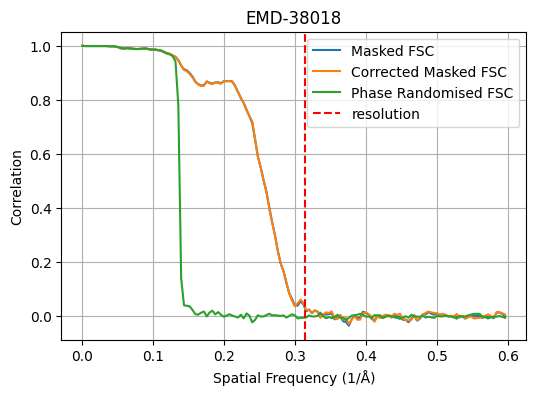 EMD-38018
Masked FSC
Corrected Masked FSC
Phase Randomised FSC
resolution
Correlation
1.0
0.8
0.6
0.4
0.2
0.0
0.0 0.1 0.2 0.3 0.4 0.5 0.6
Spatial Frequency (1/Å)